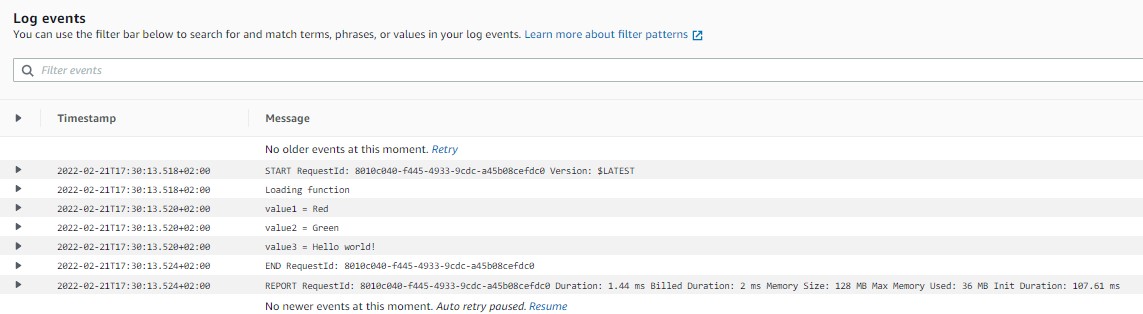 Log events
You can use the filter bar below to search for and match terms, phrases, or values in your log events. Learn more about filter patterns
Filter events
Timestamp Message
No older events at this moment. Retry
2022-02-21T17:30:13.518+02:00 START RequestId: 8010c040-f445-4933-9cdc-a45b08cefdc0 Version: $LATEST
2022-02-21T17:30:13.518+02:00 Loading function
2022-02-21T17:30:13.520+02:00 value1 = Red
2022-02-21T17:30:13.520+02:00 value2 = Green
2022-02-21T17:30:13.520+02:00 value3 = Hello world!
2022-02-21T17:30:13.524+02:00 END RequestId: 8010c040-f445-4933-9cdc-a45b08cefdc0
2022-02-21T17:30:13.524+02:00 REPORT RequestId: 8010c040-f445-4933-9cdc-a45b08cefdc0 Duration: 1.44 ms Billed Duration: 2 ms Memory Size: 128 MB Max Memory Used: 36 MB Init Duration: 107.61 ms
No newer events at this moment. Auto retry paused. Resume